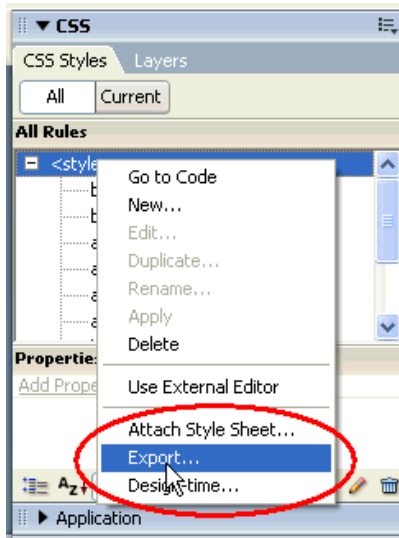 CSS
CSS Styles Layers
All Current
All Rules
<style
Go to Code
New...
Edit...
Duplicate...
Rename...
Apply
Delete
Add Prope
Use External Editor
Attach Style Sheet...
Export...
Design-time...
Application